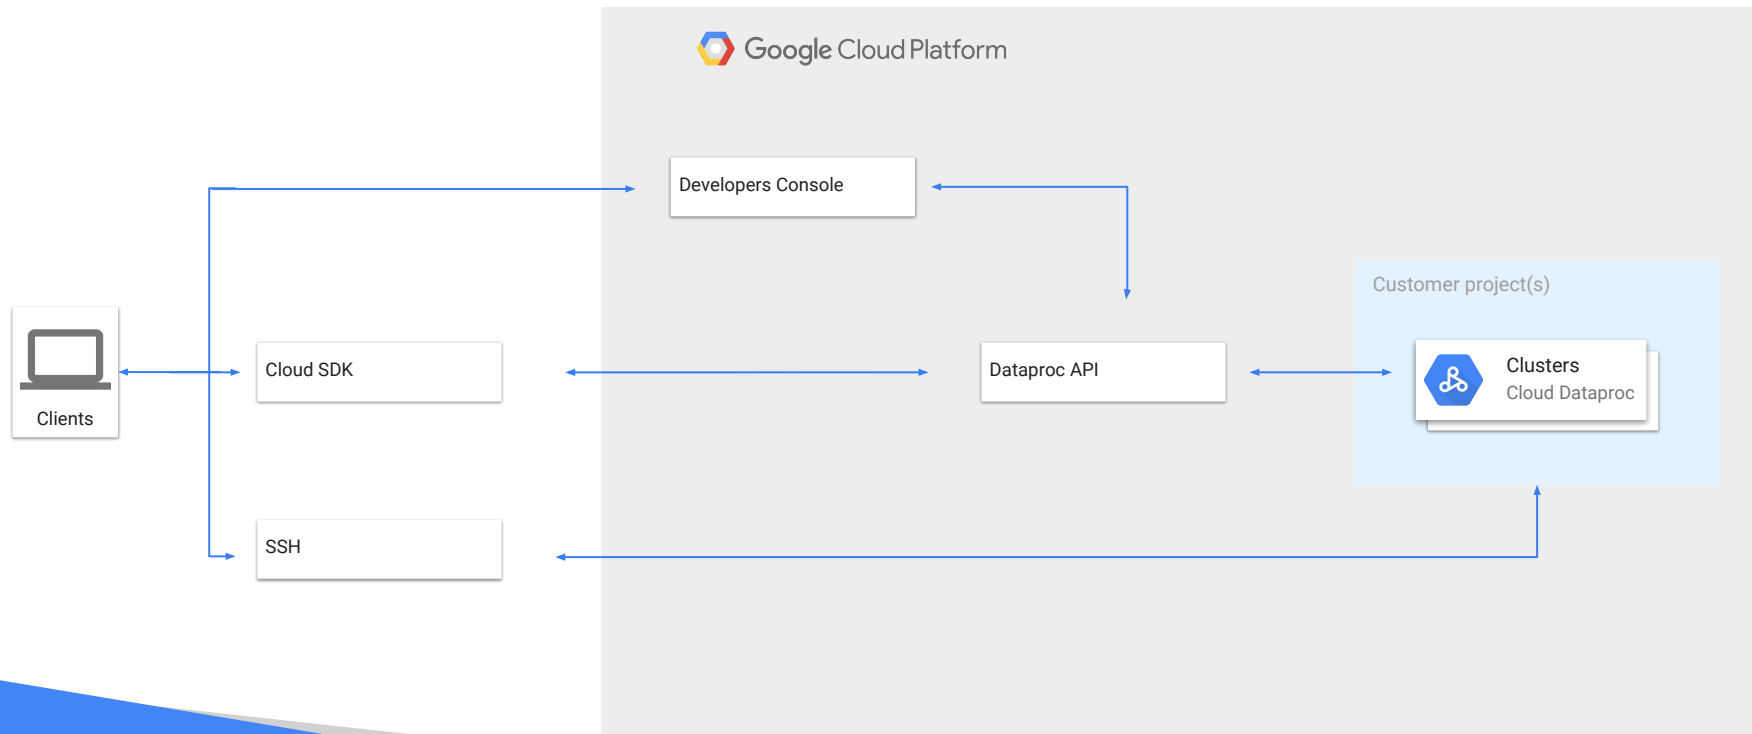 Google Cloud Platform
Developers Console
Customer project(s)
Clients
Cloud SDK
Dataproc API
Clusters
Cloud Dataproc
SSH